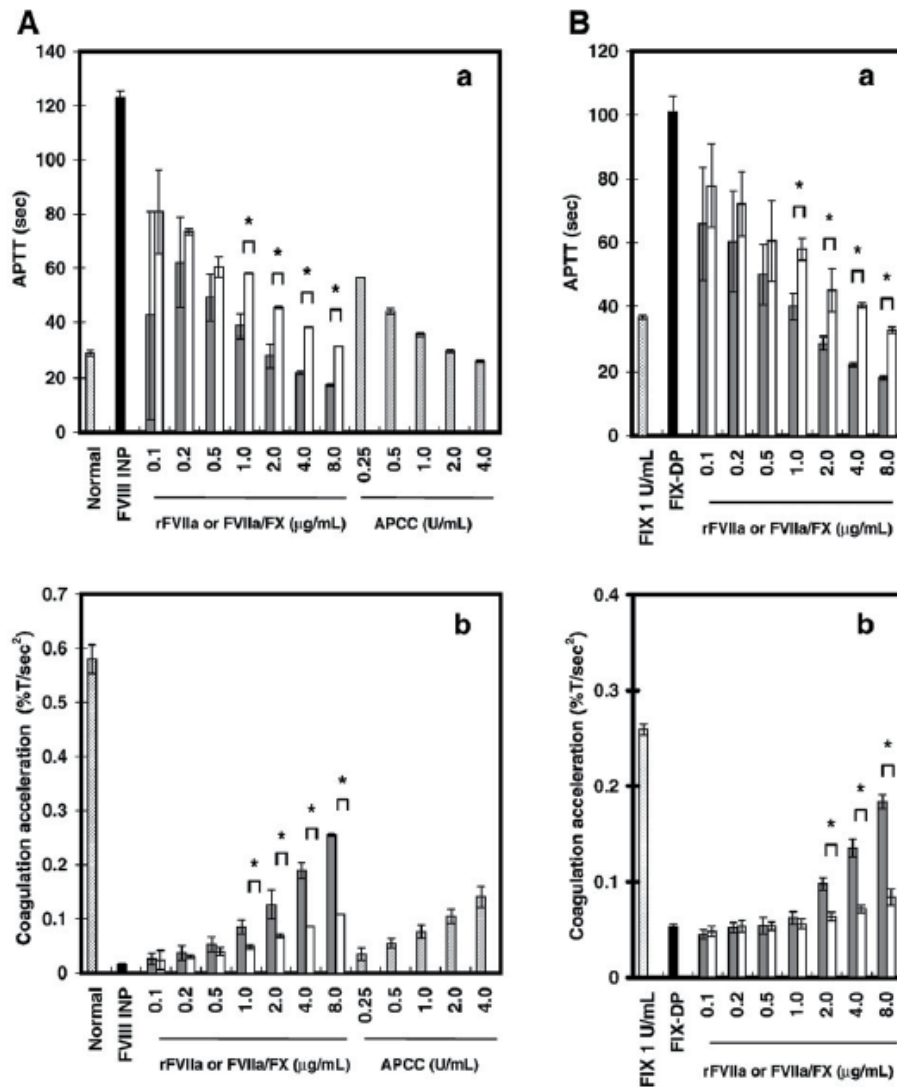 A
B
a
APTT (sec)
140
120
100
80
60
40
20
0
* * * *
Normal
FVIII INP
0.1 0.2 0.5 1.0 2.0 4.0 8.0 0.25 0.5 1.0 2.0 4.0
rFVIIa or FVIIa/FX (µg/mL)
APCC (U/mL)
a
APTT (sec)
120
100
80
60
40
20
0
* * * *
FIX 1 U/mL
FIX-DP
0.1 0.2 0.5 1.0 2.0 4.0 8.0
rFVIIa or FVIIa/FX (µg/mL)
b
Coagulation acceleration (%T/sec²)
0.7
0.6
0.5
0.4
0.3
0.2
0.1
0
* * * *
Normal
FVIII INP
0.1 0.2 0.5 1.0 2.0 4.0 8.0 0.25 0.5 1.0 2.0 4.0
rFVIIa or FVIIa/FX (µg/mL)
APCC (U/mL)
b
Coagulation acceleration (%T/sec²)
0.4
0.3
0.2
0.1
0
* * *
FIX 1 U/mL
FIX-DP
0.1 0.2 0.5 1.0 2.0 4.0 8.0
rFVIIa or FVIIa/FX (µg/mL)